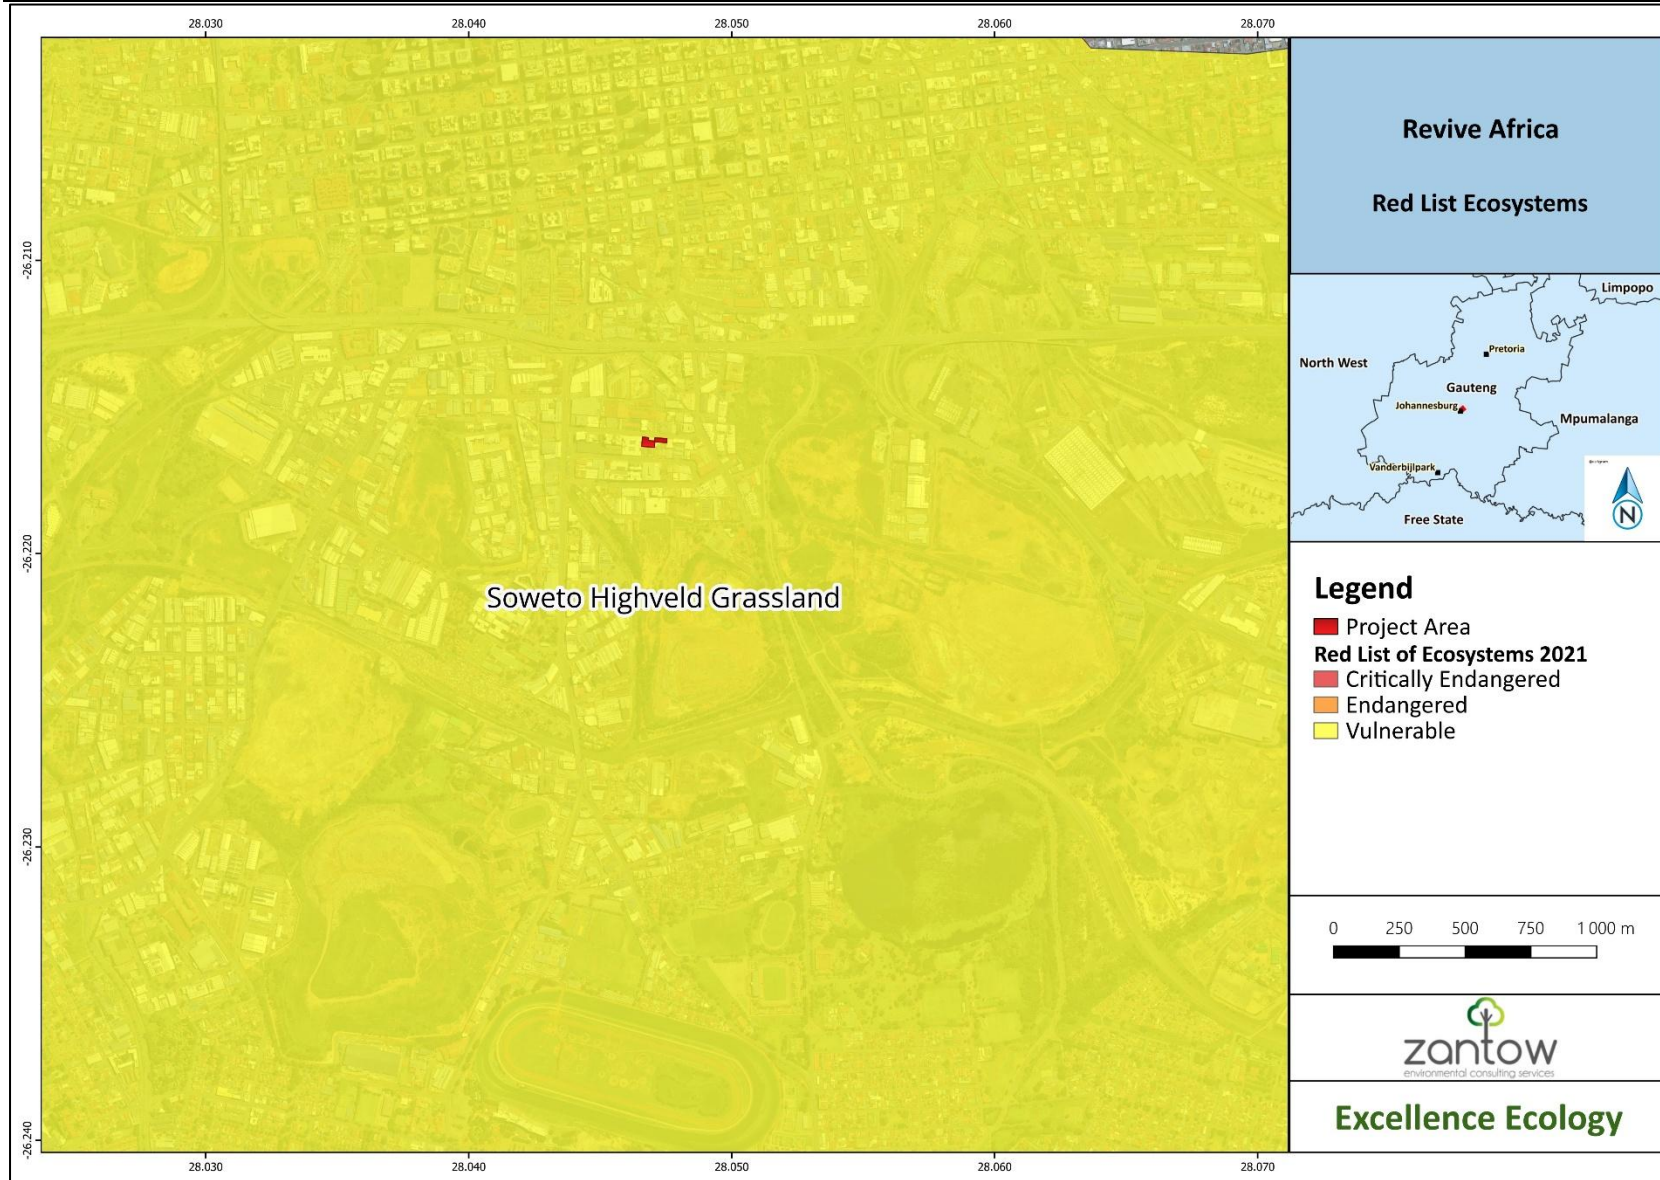 28.030 28.040 28.050 28.060 28.070
-26.210
-26.220
-26.230
-26.240
Soweto Highveld Grassland
28.030 28.040 28.050 28.060 28.070
Revive Africa
Red List Ecosystems
Limpopo
Pretoria
North West
Gauteng
Johannesburg
Mpumalanga
Vanderbijlpark
Free State
N
Legend
Project Area
Red List of Ecosystems 2021
Critically Endangered
Endangered
Vulnerable
0 250 500 750 1 000 m
zantow
environmental consulting services
Excellence Ecology